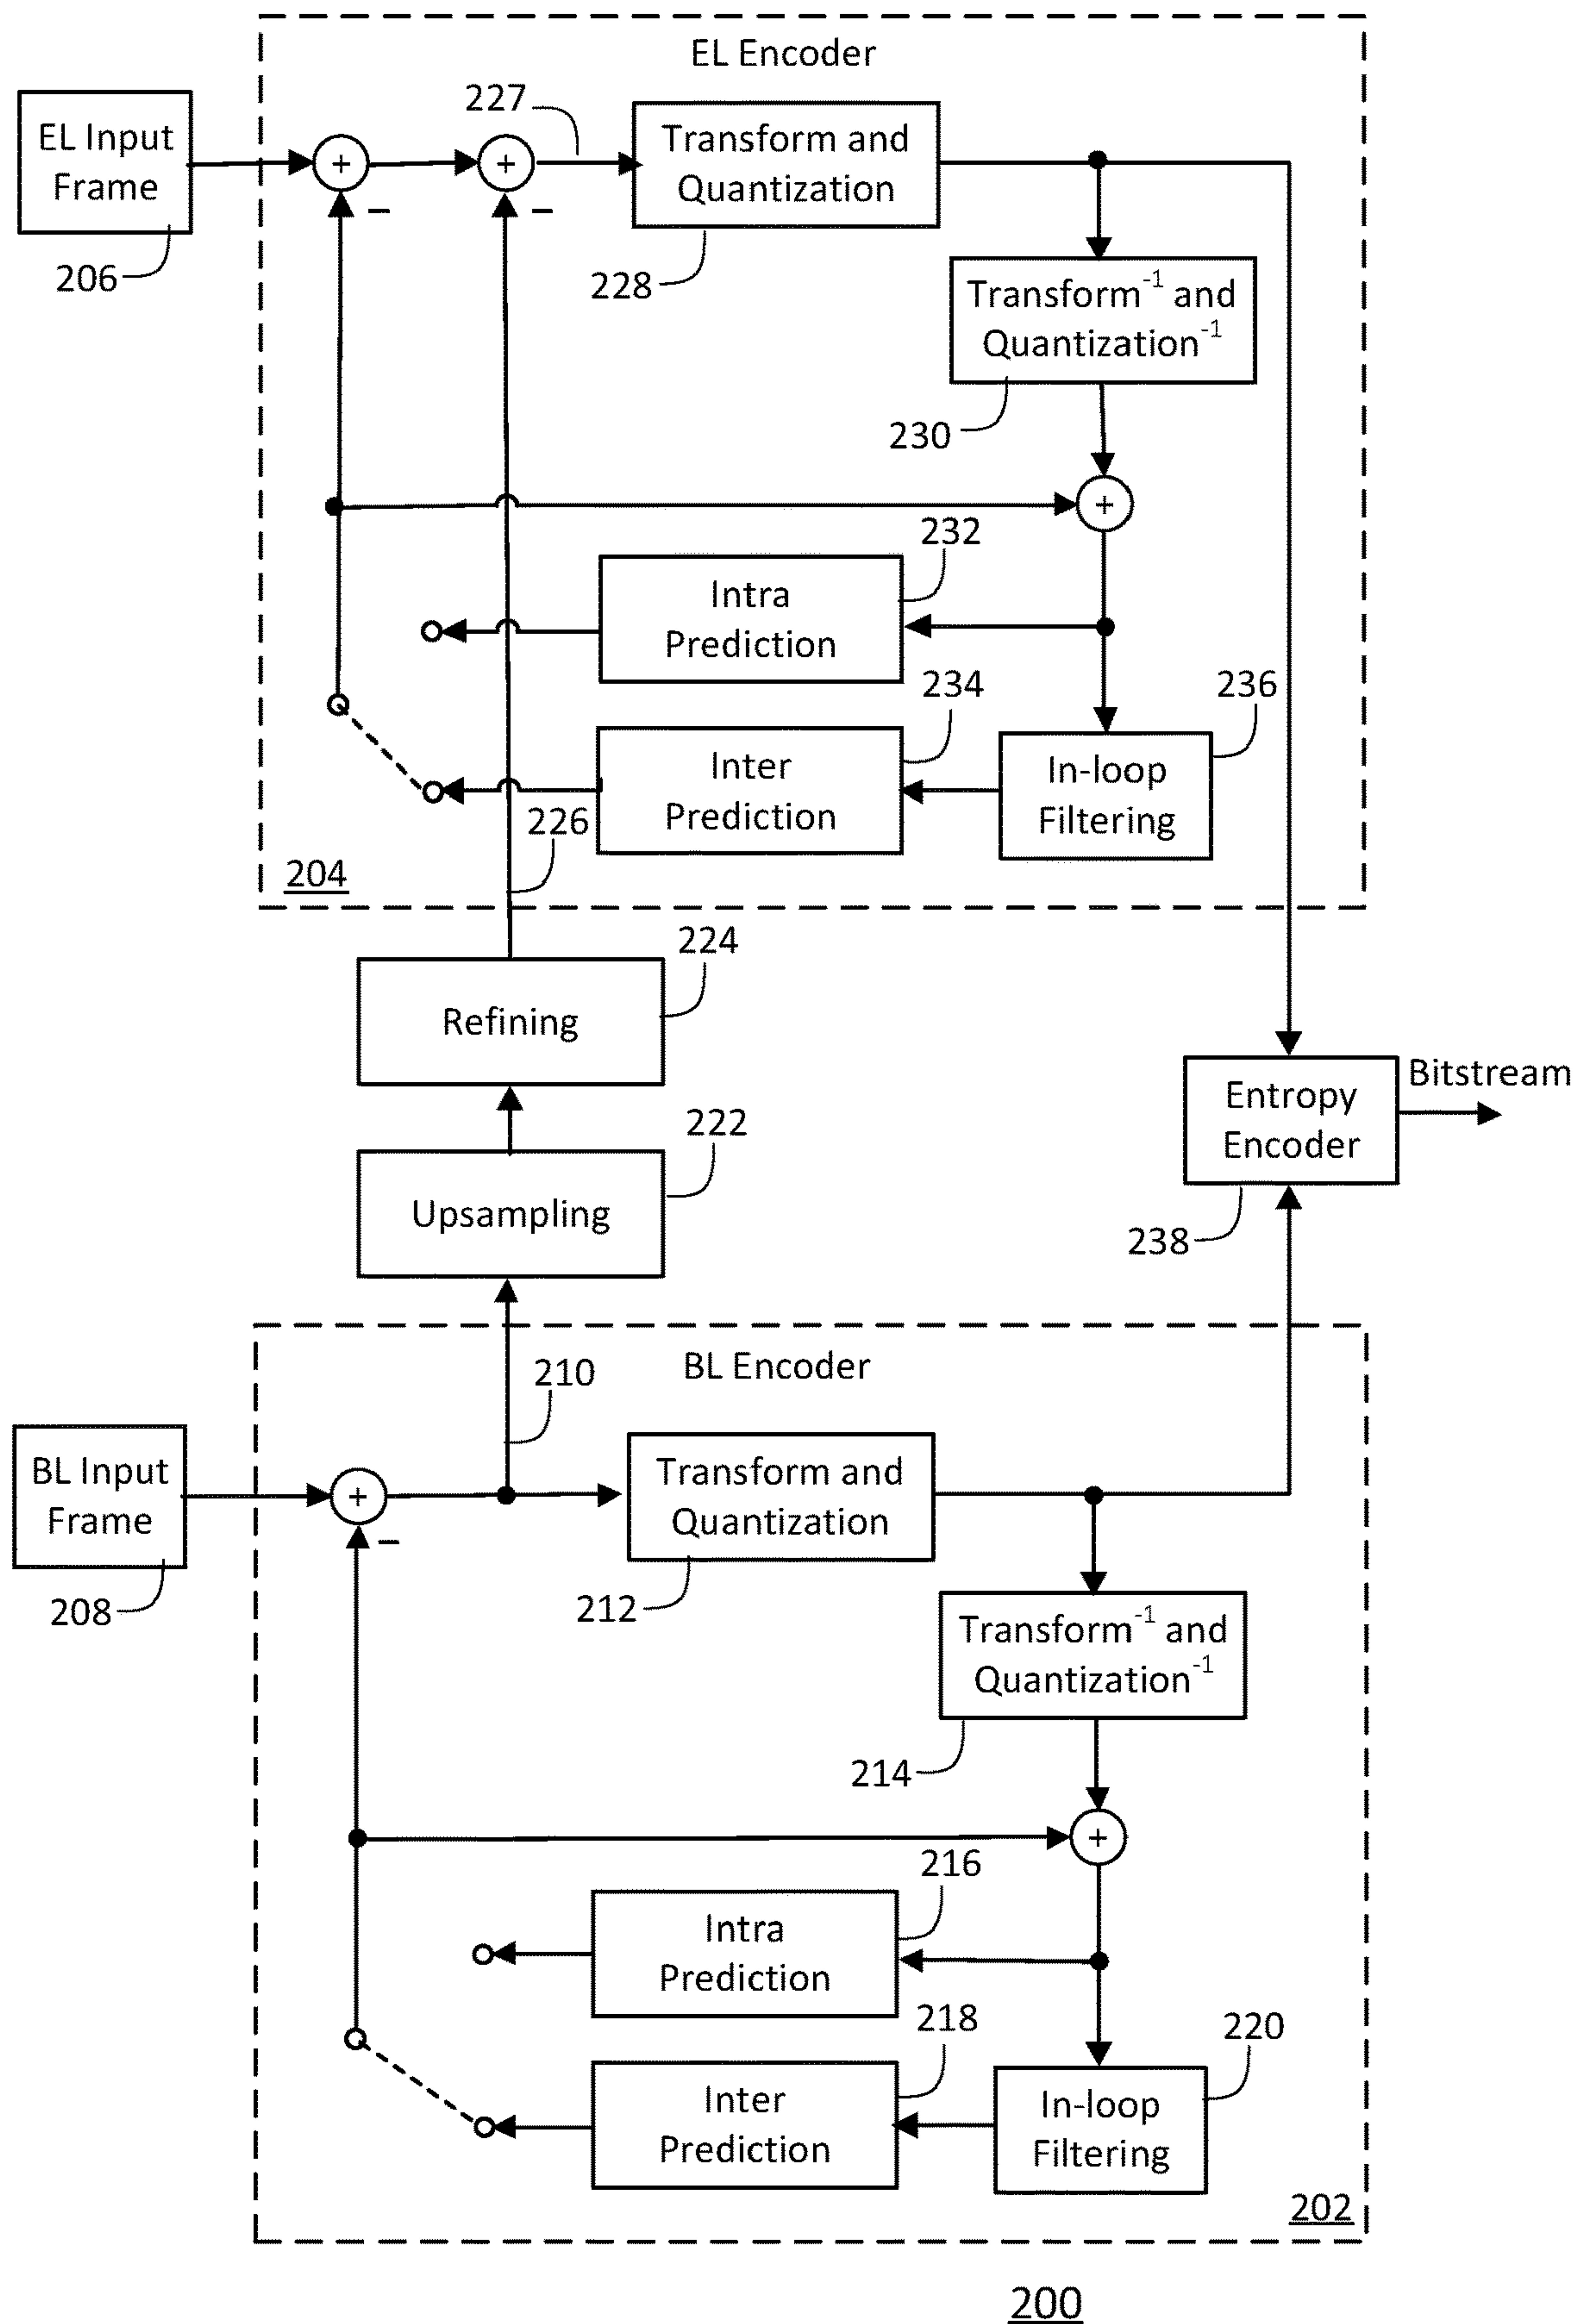 EL Encoder
EL Input
Frame
206
+
−
+
−
227
Transform and
Quantization
228
Transform⁻¹ and
Quantization⁻¹
230
+
232
Intra
Prediction
234
Inter
Prediction
236
In-loop
Filtering
226
204
224
Refining
222
Upsampling
Entropy
Encoder
Bitstream
238
BL Encoder
210
BL Input
Frame
208
+
−
Transform and
Quantization
212
Transform⁻¹ and
Quantization⁻¹
214
+
216
Intra
Prediction
218
Inter
Prediction
220
In-loop
Filtering
202
200